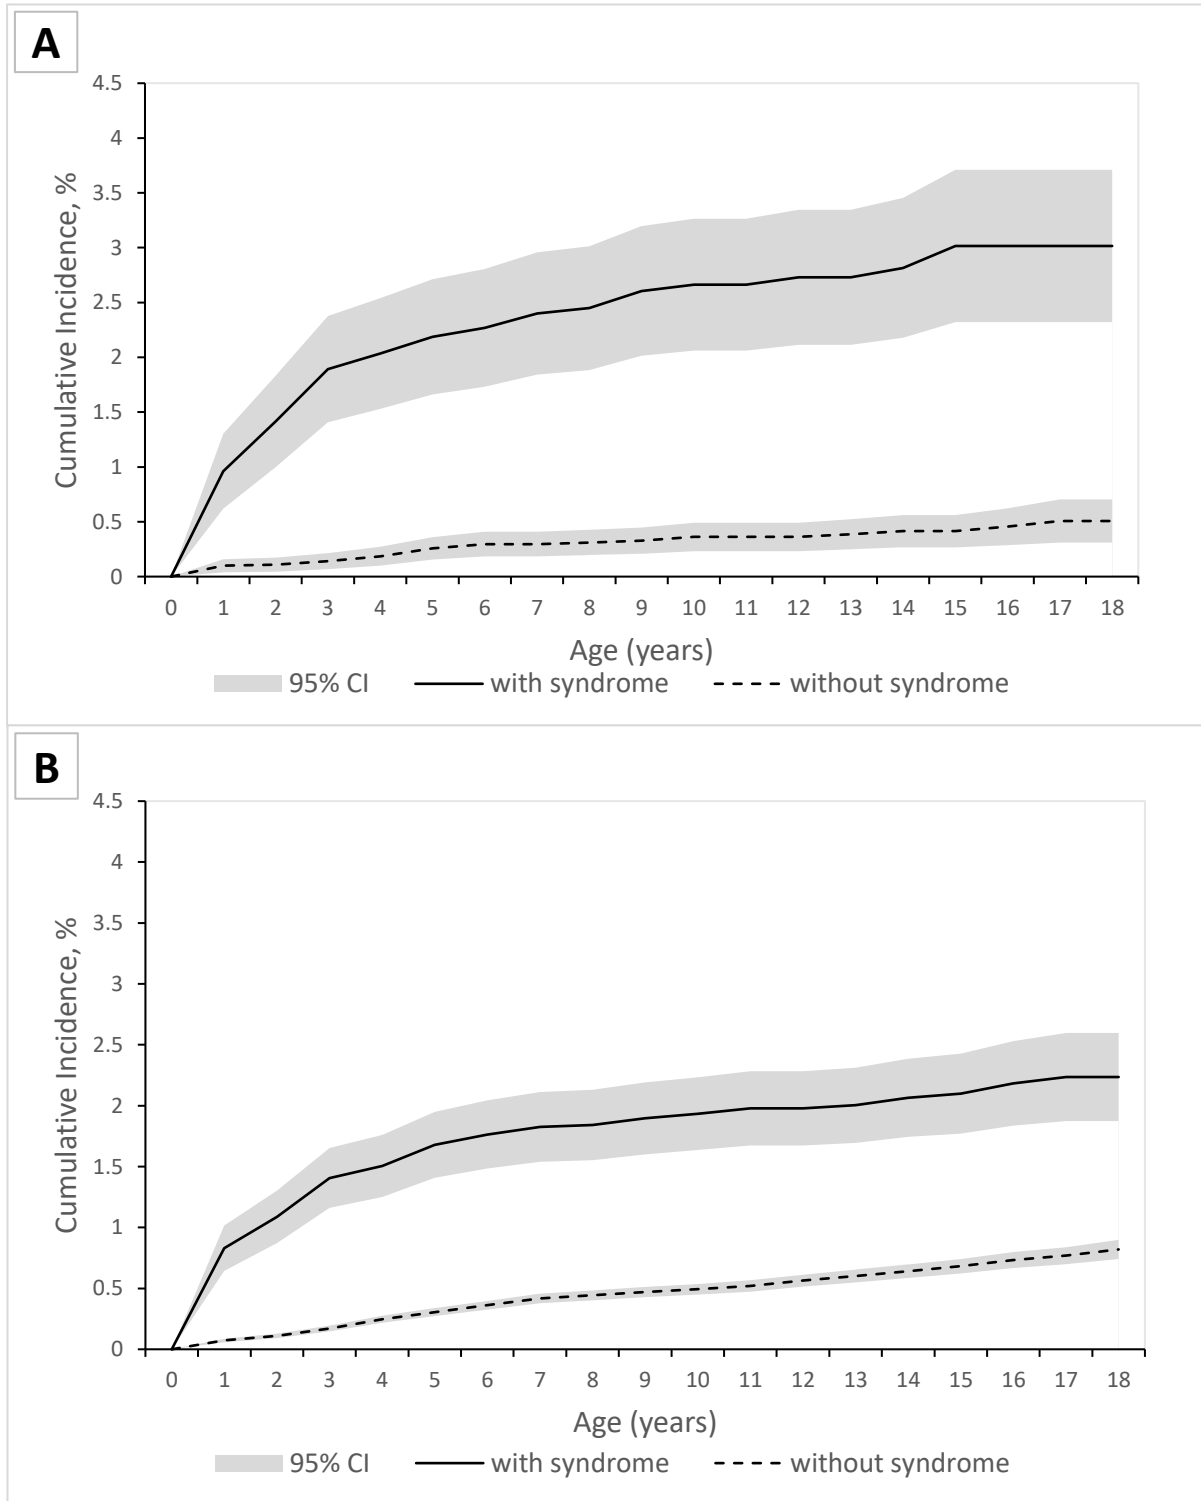 A
4.5
4
3.5
3
2.5
2
1.5
1
0.5
0
Cumulative Incidence, %
0 1 2 3 4 5 6 7 8 9 10 11 12 13 14 15 16 17 18
Age (years)
95% CI with syndrome without syndrome
B
4.5
4
3.5
3
2.5
2
1.5
1
0.5
0
Cumulative Incidence, %
0 1 2 3 4 5 6 7 8 9 10 11 12 13 14 15 16 17 18
Age (years)
95% CI with syndrome without syndrome